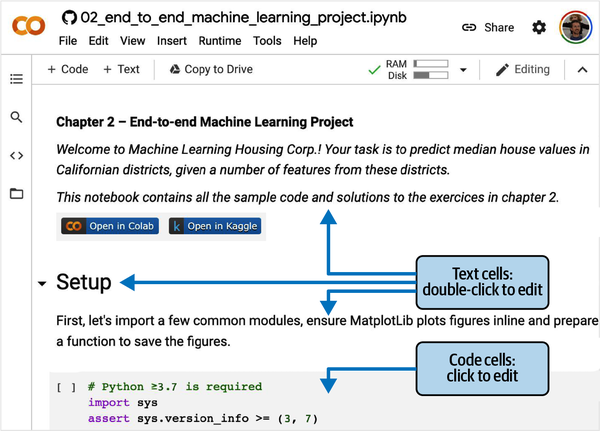 02_end_to_end_machine_learning_project.ipynb
File Edit View Insert Runtime Tools Help
Share
+ Code + Text Copy to Drive
RAM
Disk
Editing
Chapter 2 – End-to-end Machine Learning Project
Welcome to Machine Learning Housing Corp.! Your task is to predict median house values in
Californian districts, given a number of features from these districts.
This notebook contains all the sample code and solutions to the exercices in chapter 2.
Open in Colab
k Open in Kaggle
Setup
Text cells:
double-click to edit
First, let's import a few common modules, ensure MatplotLib plots figures inline and prepare
a function to save the figures.
Code cells:
click to edit
[ ] # Python ≥3.7 is required
import sys
assert sys.version_info >= (3, 7)